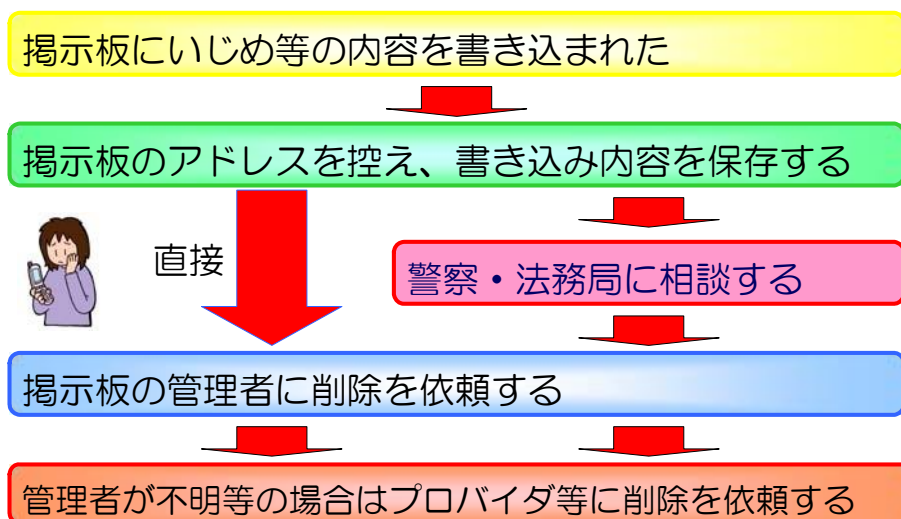 掲示板にいじめ等の内容を書き込まれた
掲示板のアドレスを控え、書き込み内容を保存する
直接
警察・法務局に相談する
掲示板の管理者に削除を依頼する
管理者が不明等の場合はプロバイダ等に削除を依頼する